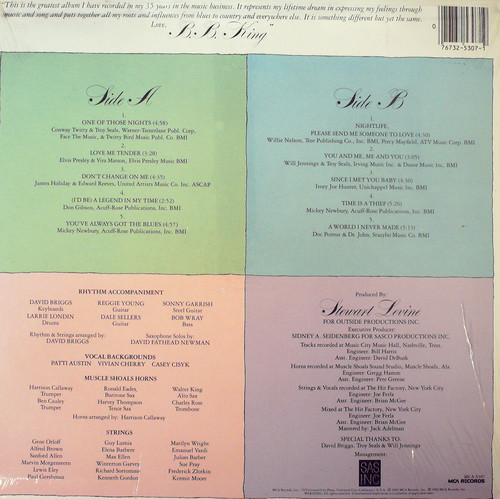 This is the greatest album I have recorded in my 35 years in the music business. It represents my lifetime dream in expressing my feelings through
music and song and puts together all my roots and influences from blues to country and everywhere else. It is something different but yet the same.
Love,
B.B. King"
0
76732-5307-1
Side A
1.
ONE OF THOSE NIGHTS (4:58)
Conway Twitty & Troy Seals, Warner-Tamerlane Publ. Corp,
Face The Music, & Twitty Bird Music Publ. Co. BMI
2.
LOVE ME TENDER (3:28)
Elvis Presley & Vira Matson, Elvis Presley Music BMI
3.
DON'T CHANGE ON ME (4:35)
James Holiday & Edward Reeves, United Artists Music Co. Inc. ASCAP
4.
(I'D BE) A LEGEND IN MY TIME (2:52)
Don Gibson, Acuff-Rose Publications, Inc. BMI
5.
YOU'VE ALWAYS GOT THE BLUES (4:57)
Mickey Newbury, Acuff-Rose Publications, Inc. BMI
Side B
1.
NIGHTLIFE,
PLEASE SEND ME SOMEONE TO LOVE (4:30)
Willie Nelson, Tree Publishing Co., Inc. BMI, Percy Mayfield, ATV Music Corp. BMI
2.
YOU AND ME, ME AND YOU (3:05)
Will Jennings & Troy Seals, Irving Music Inc. & Danor Music Inc, BMI
3.
SINCE I MET YOU BABY (4:30)
Ivory Joe Hunter, Unichappel Music Inc. BMI
4.
TIME IS A THIEF (5:26)
Mickey Newbury, Acuff-Rose Publications, Inc. BMI
5.
A WORLD I NEVER MADE (5:13)
Doc Pomus & Dr. John, Stazybo Music Co. BMI
RHYTHM ACCOMPANIMENT
DAVID BRIGGS REGGIE YOUNG SONNY GARRISH
Keyboards Guitar Steel Guitar
LARRIE LONDIN DALE SELLERS BOB WRAY
Drums Guitar Bass
Rhythm & Strings arranged by: Saxophone Solos by:
DAVID BRIGGS DAVID FATHEAD NEWMAN
VOCAL BACKGROUNDS
PATTI AUSTIN VIVIAN CHERRY CASEY CISYK
MUSCLE SHOALS HORNS
Harrison Callaway Ronald Eades, Walter King
Trumpet Baritone Sax Alto Sax
Ben Cauley Harvey Thompson Charles Rose
Trumpet Tenor Sax Trombone
Horns arranged by: Harrison Callaway
STRINGS
Gene Orloff Guy Lumia Marilyn Wright
Alfred Brown Elena Barbere Emanuel Vardi
Sanford Allen Max Ellen Julius Barber
Marvin Morgenstern Winterton Garvey Sue Pray
Lewis Eley Richard Sortomme Frederick Zlotkin
Paul Gershman Kenneth Gordon Kermit Moore
Produced By:
Stewart Levine
FOR OUTSIDE PRODUCTIONS INC.
Executive Producer:
SIDNEY A. SEIDENBERG FOR SASCO PRODUCTIONS INC.
Tracks recorded at Music City Music Hall, Nashville, Tenn.
Engineer: Bill Harris
Asst. Engineer: David DeBusk
Horns recorded at Muscle Shoals Sound Studio, Muscle Shoals, Ala.
Engineer: Gregg Hamm
Asst. Engineer: Pete Greene
Strings & Vocals recorded at The Hit Factory, New York City
Engineer: Joe Ferla
Asst. Engineer: Brian McGee
Mixed at The Hit Factory, New York City
Engineer: Joe Ferla
Asst. Engineer: Brian McGee
Mastered by: Jack Adelman
SPECIAL THANKS TO:
David Briggs, Troy Seals & Will Jennings
Management:
SAS
INC
MCA-5307
MCA RECORDS